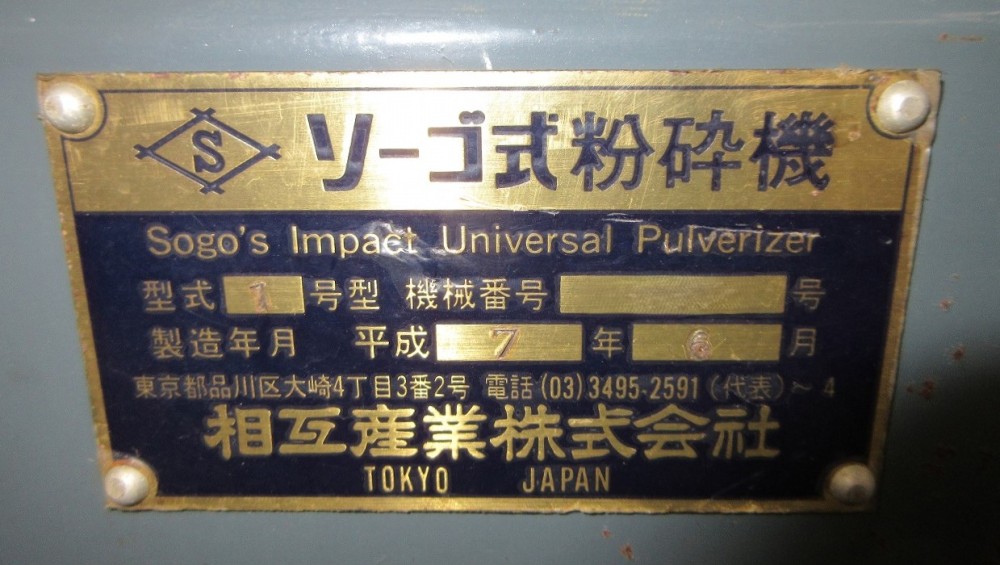 S ソーゴ式粉砕機
Sogo's Impact Universal Pulverizer
型式 1 号型 機械番号 号
製造年月 平成 7 年 6 月
東京都品川区大崎4丁目3番2号 電話(03)3495-2591(代表)~4
相互産業株式会社
TOKYO JAPAN